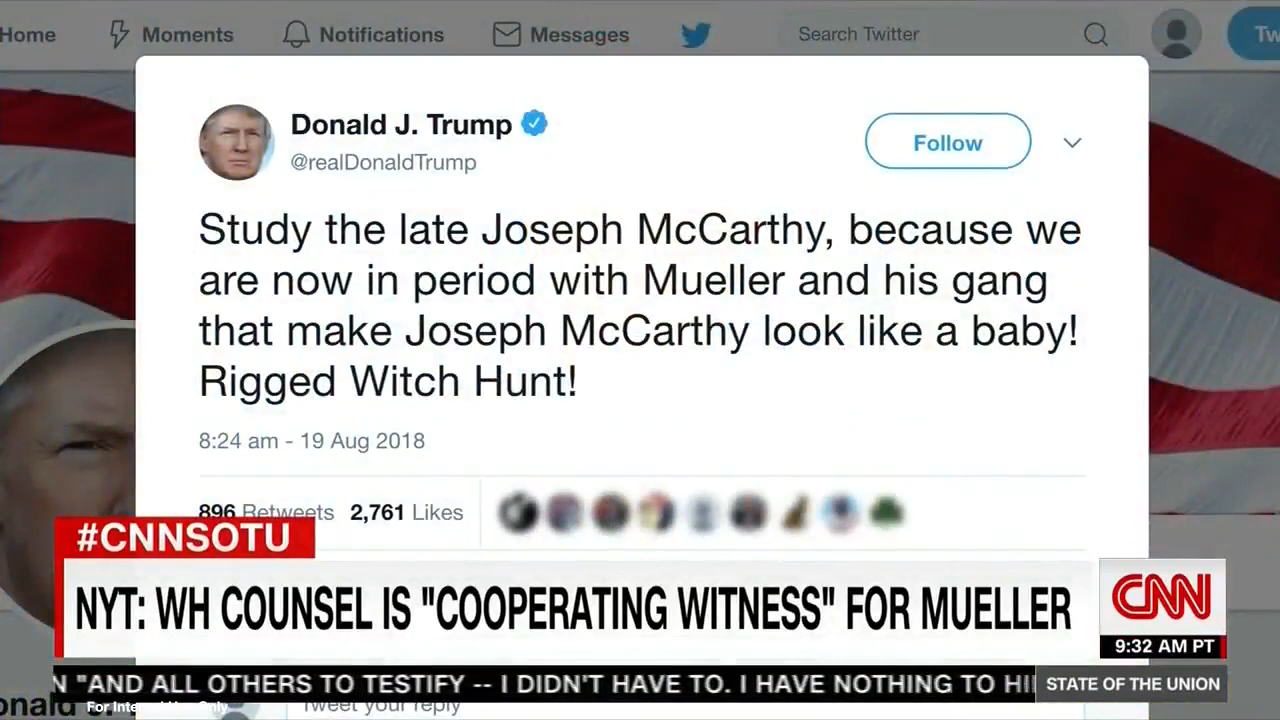 Home Moments Notifications Messages Search Twitter Tw
Donald J. Trump
@realDonaldTrump
Follow
Study the late Joseph McCarthy, because we
are now in period with Mueller and his gang
that make Joseph McCarthy look like a baby!
Rigged Witch Hunt!
8:24 am - 19 Aug 2018
896 Retweets 2,761 Likes
#CNNSOTU
NYT: WH COUNSEL IS "COOPERATING WITNESS" FOR MUELLER
CNN
9:32 AM PT
N "AND ALL OTHERS TO TESTIFY -- I DIDN'T HAVE TO. I HAVE NOTHING TO HI
STATE OF THE UNION
onald J.
For Internal Use Only
Tweet your reply